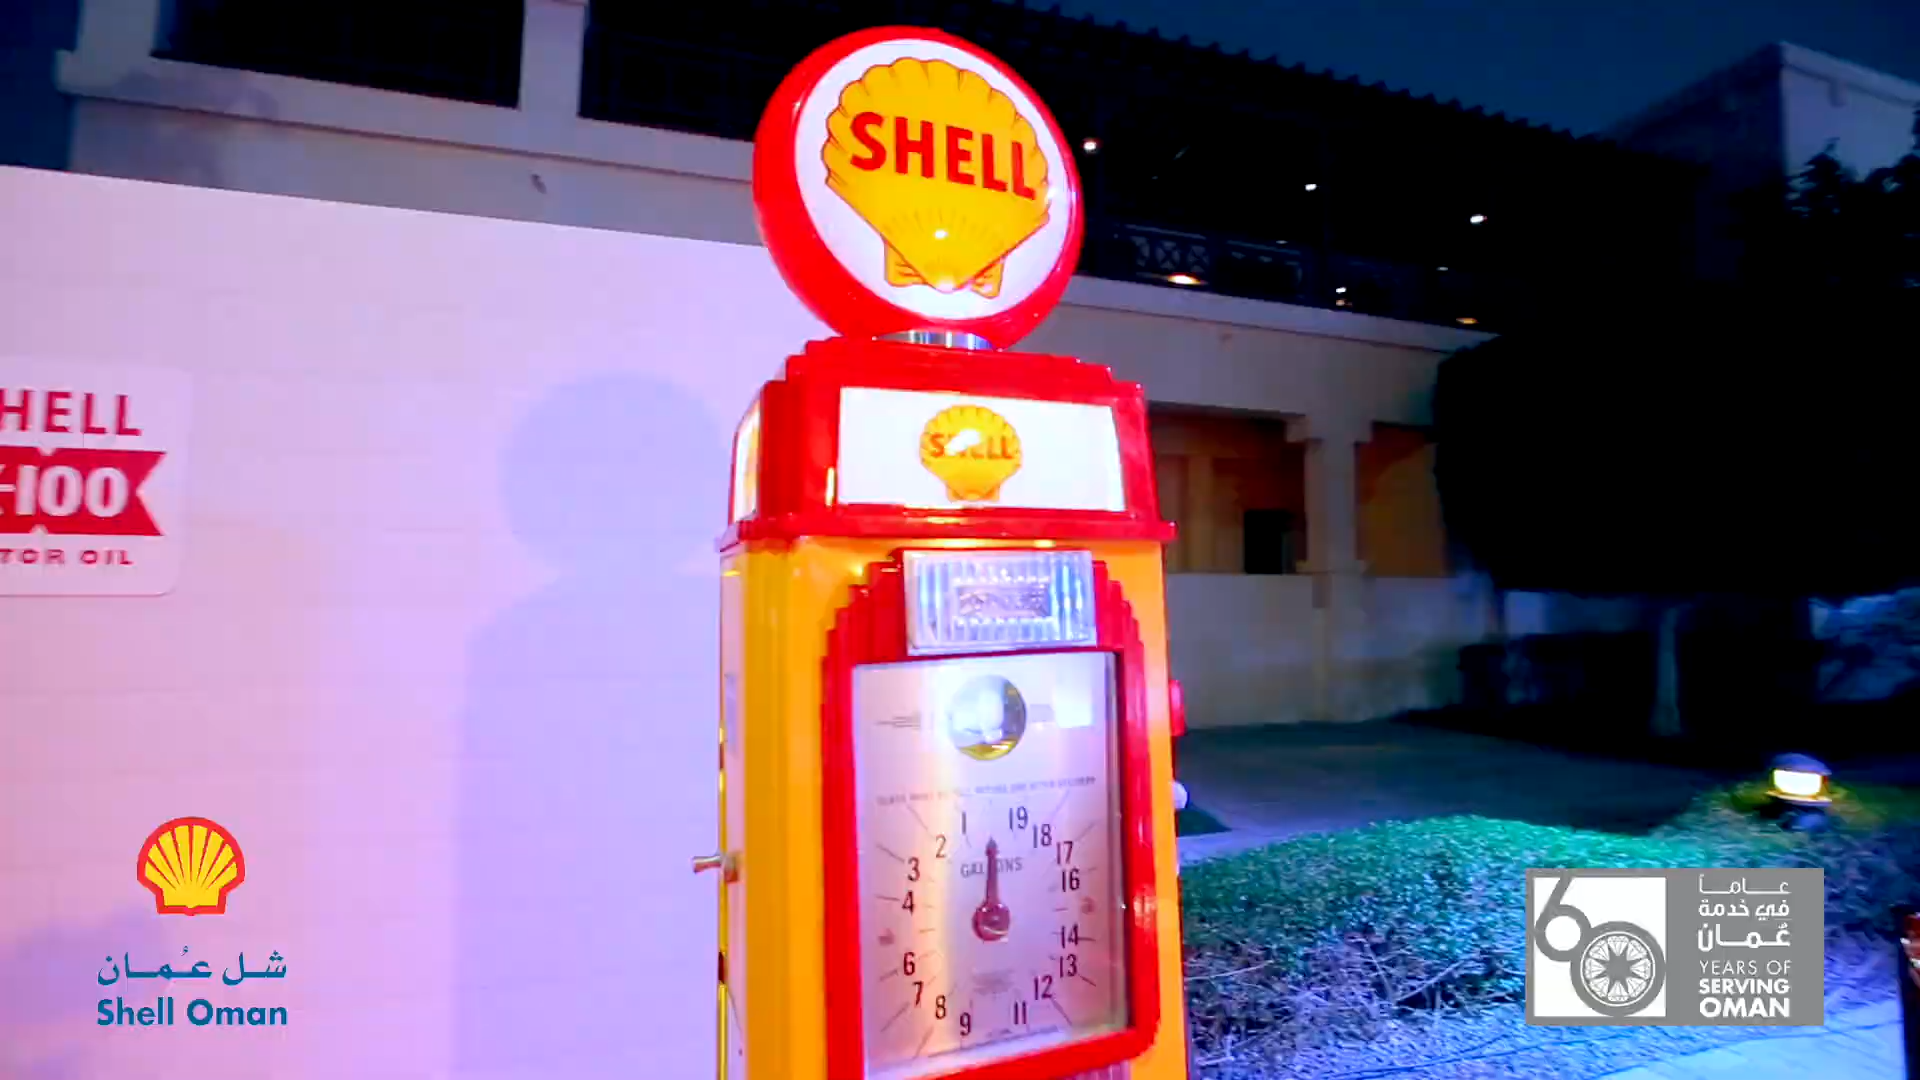 SHELL
SHELL
HELL
-100
TOR OIL
1
19
2
18
GALLONS
3
17
4
16
6
14
7
13
8
12
9
11
شل عُمان
Shell Oman
60
عاماً
في خدمة
عُمان
YEARS OF
SERVING
OMAN